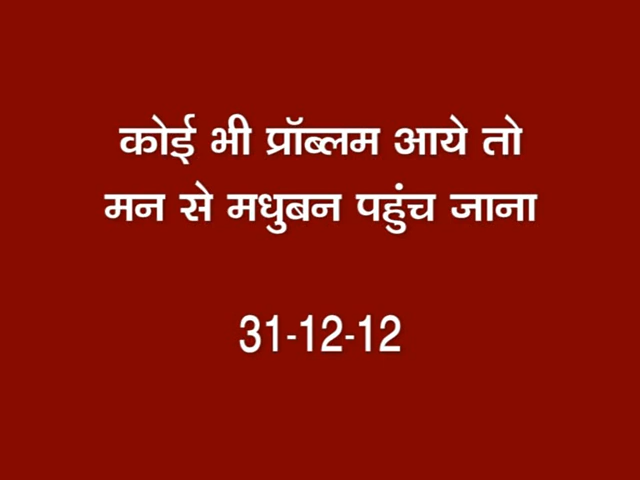 कोई भी प्रॉब्लम आये तो
मन से मधुबन पहुंच जाना
31-12-12